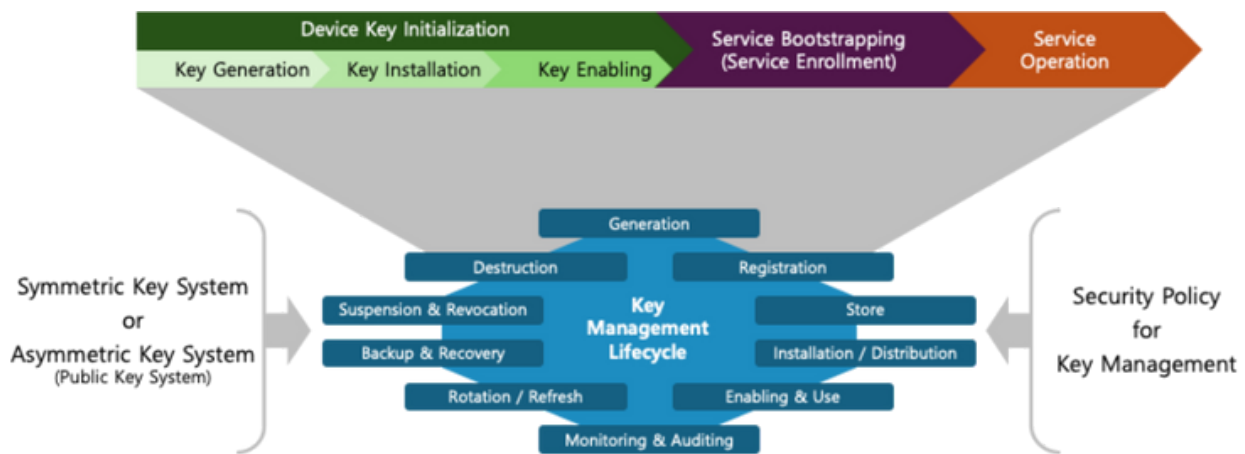 Device Key Initialization
Key Generation
Key Installation
Key Enabling
Service Bootstrapping
(Service Enrollment)
Service
Operation
Symmetric Key System
or
Asymmetric Key System
(Public Key System)
Generation
Destruction
Registration
Suspension & Revocation
Store
Key
Management
Lifecycle
Backup & Recovery
Installation / Distribution
Rotation / Refresh
Enabling & Use
Monitoring & Auditing
Security Policy
for
Key Management